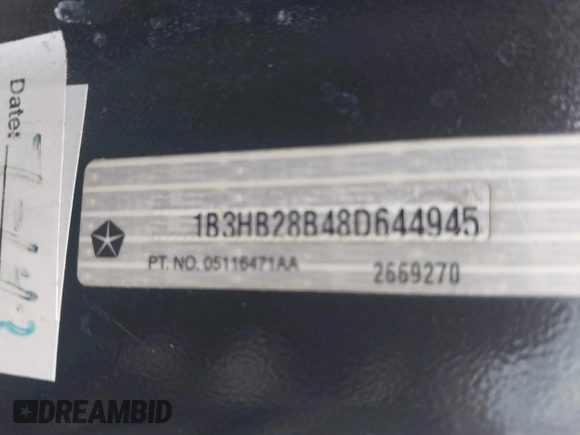 Date:
1B3HB28B48D644945
PT. NO. 05116471AA
2669270
DREAMBID